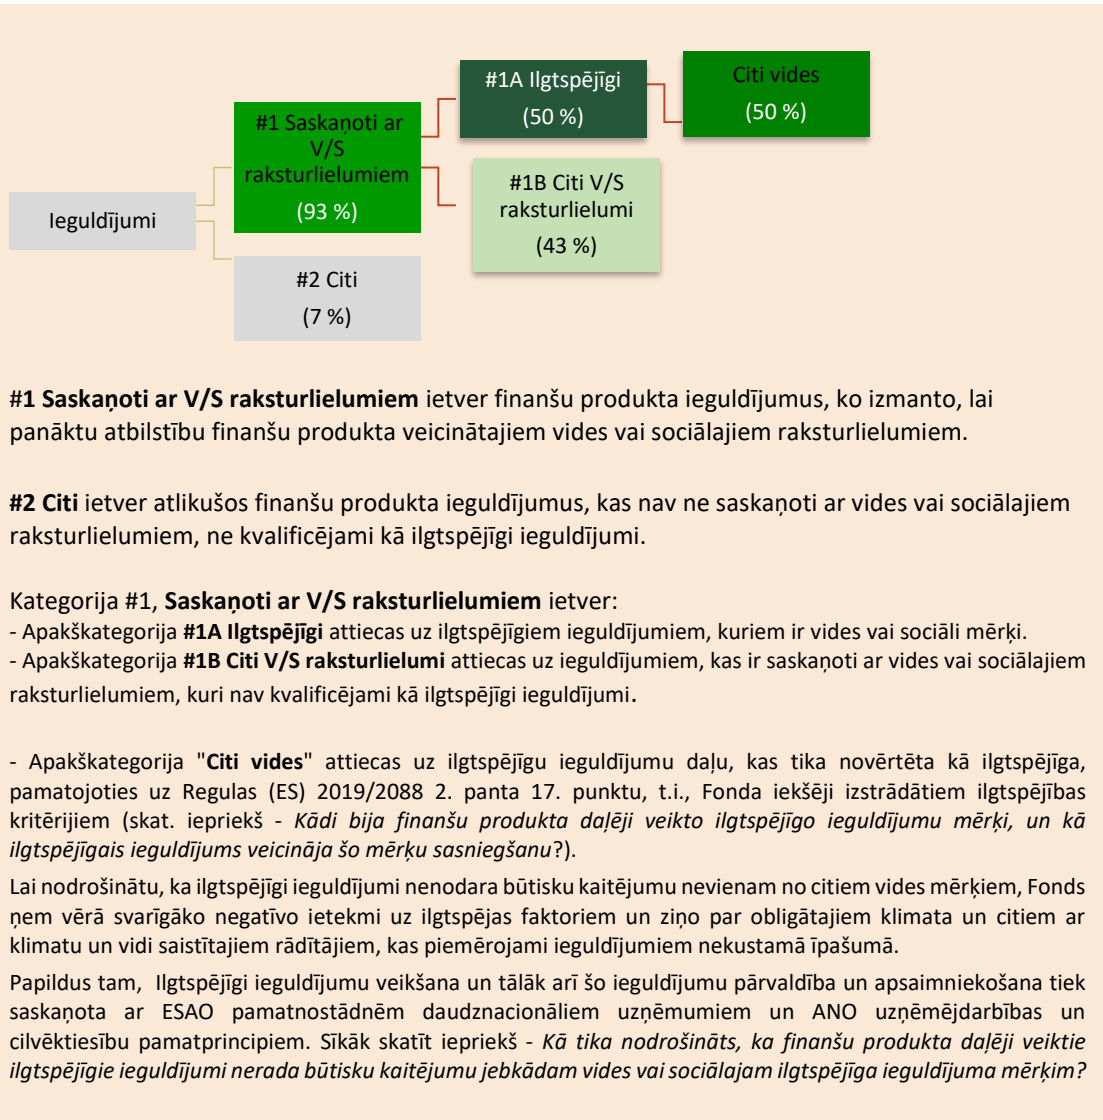 #1A Ilgtspējīgi
(50 %)
Citi vides
(50 %)
#1 Saskaņoti ar
V/S
raksturlielumiem
(93 %)
#1B Citi V/S
raksturlielumi
(43 %)
Ieguldījumi
#2 Citi
(7 %)
#1 Saskaņoti ar V/S raksturlielumiem ietver finanšu produkta ieguldījumus, ko izmanto, lai
panāktu atbilstību finanšu produkta veicinātajiem vides vai sociālajiem raksturlielumiem.
#2 Citi ietver atlikušos finanšu produkta ieguldījumus, kas nav ne saskaņoti ar vides vai sociālajiem
raksturlielumiem, ne kvalificējami kā ilgtspējīgi ieguldījumi.
Kategorija #1, Saskaņoti ar V/S raksturlielumiem ietver:
- Apakškategorija #1A Ilgtspējīgi attiecas uz ilgtspējīgiem ieguldījumiem, kuriem ir vides vai sociāli mērķi.
- Apakškategorija #1B Citi V/S raksturlielumi attiecas uz ieguldījumiem, kas ir saskaņoti ar vides vai sociālajiem
raksturlielumiem, kuri nav kvalificējami kā ilgtspējīgi ieguldījumi.
- Apakškategorija "Citi vides" attiecas uz ilgtspējīgu ieguldījumu daļu, kas tika novērtēta kā ilgtspējīga,
pamatojoties uz Regulas (ES) 2019/2088 2. panta 17. punktu, t.i., Fonda iekšēji izstrādātiem ilgtspējības
kritērijiem (skat. iepriekš - Kādi bija finanšu produkta daļēji veikto ilgtspējīgo ieguldījumu mērķi, un kā
ilgtspējīgais ieguldījums veicināja šo mērķu sasniegšanu?).
Lai nodrošinātu, ka ilgtspējīgi ieguldījumi nenodara būtisku kaitējumu nevienam no citiem vides mērķiem, Fonds
ņem vērā svarīgāko negatīvo ietekmi uz ilgtspējas faktoriem un ziņo par obligātajiem klimata un citiem ar
klimatu un vidi saistītajiem rādītājiem, kas piemērojami ieguldījumiem nekustamā īpašumā.
Papildus tam, Ilgtspējīgi ieguldījumu veikšana un tālāk arī šo ieguldījumu pārvaldība un apsaimniekošana tiek
saskaņota ar ESAO pamatnostādnēm daudznacionāliem uzņēmumiem un ANO uzņēmējdarbības un
cilvēktiesību pamatprincipiem. Sīkāk skatīt iepriekš - Kā tika nodrošināts, ka finanšu produkta daļēji veiktie
ilgtspējīgie ieguldījumi nerada būtisku kaitējumu jebkādam vides vai sociālajam ilgtspējīga ieguldījuma mērķim?